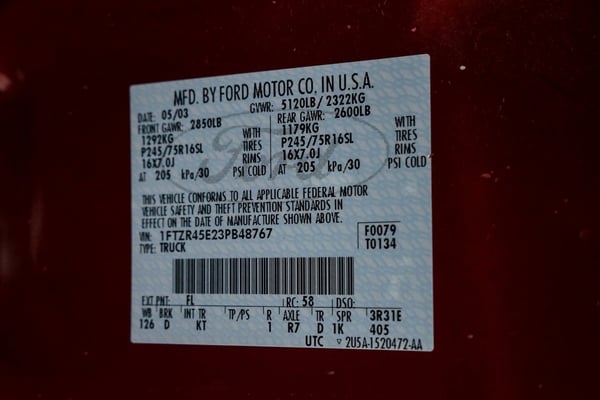 MFD. BY FORD MOTOR CO. IN U.S.A.
DATE: 05/03 GVWR: 5120LB/ 2322KG
FRONT GAWR: 2850LB REAR GAWR: 2600LB
1292KG WITH 1179KG WITH
P245/75R16SL TIRES P245/75R16SL TIRES
16X7.0J RIMS 16X7.0J RIMS
AT 205 kPa/30 PSI COLD AT 205 kPa/30 PSI COLD
Ford
THIS VEHICLE CONFORMS TO ALL APPLICABLE FEDERAL MOTOR
VEHICLE SAFETY AND THEFT PREVENTION STANDARDS IN
EFFECT ON THE DATE OF MANUFACTURE SHOWN ABOVE.
VIN: 1FTZR45E23PB48767 F0079
TYPE: TRUCK T0134
EXT PNT: FL RC: 58 DSO:
WB BRK INT TR TP/PS R AXLE TR SPR 3R31E
126 D KT 1 R7 D 1K 405
UTC ▽ 2U5A-1520472-AA